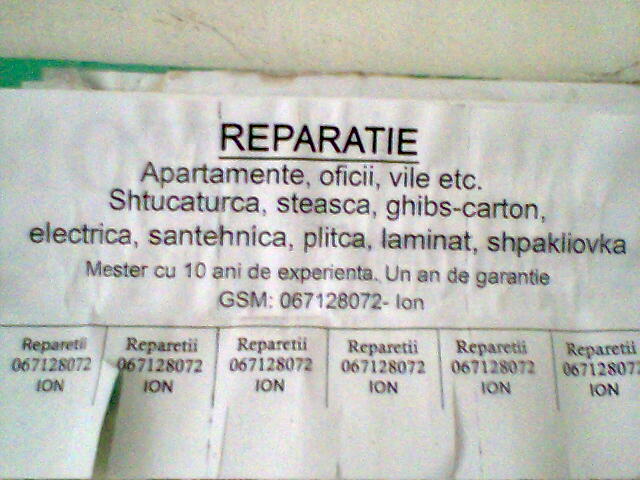 REPARATIE
Apartamente, oficii, vile etc.
Shtucaturca, steasca, ghibs-carton,
electrica, santehnica, plitca, laminat, shpakliovka
Mester cu 10 ani de experienta. Un an de garantie
GSM: 067128072- Ion
Reparetii
067128072
ION
Reparetii
067128072
ION
Reparetii
067128072
ION
Reparetii
067128072
ION
Reparetii
067128072
ION
Reparetii
067128072
ION